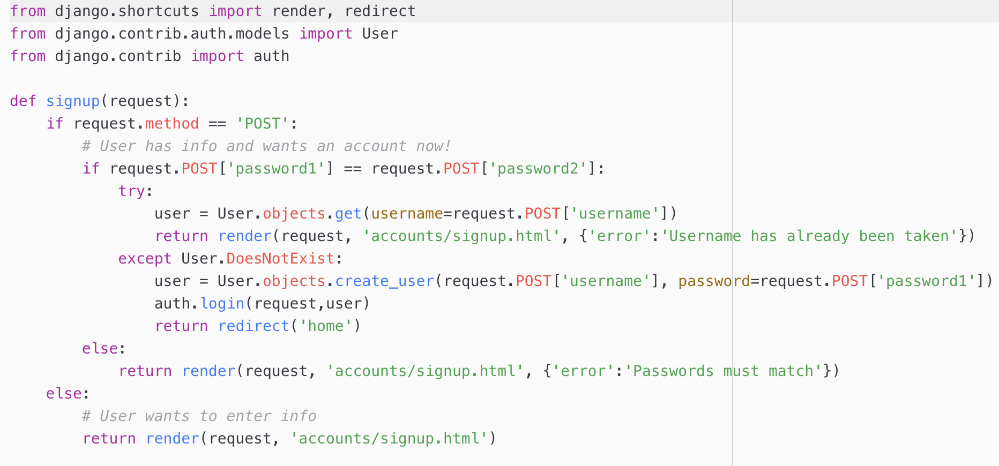 from django.shortcuts import render, redirect
from django.contrib.auth.models import User
from django.contrib import auth

def signup(request):
    if request.method == 'POST':
        # User has info and wants an account now!
        if request.POST['password1'] == request.POST['password2']:
            try:
                user = User.objects.get(username=request.POST['username'])
                return render(request, 'accounts/signup.html', {'error':'Username has already been taken'})
            except User.DoesNotExist:
                user = User.objects.create_user(request.POST['username'], password=request.POST['password1'])
                auth.login(request,user)
                return redirect('home')
        else:
            return render(request, 'accounts/signup.html', {'error':'Passwords must match'})
    else:
        # User wants to enter info
        return render(request, 'accounts/signup.html')